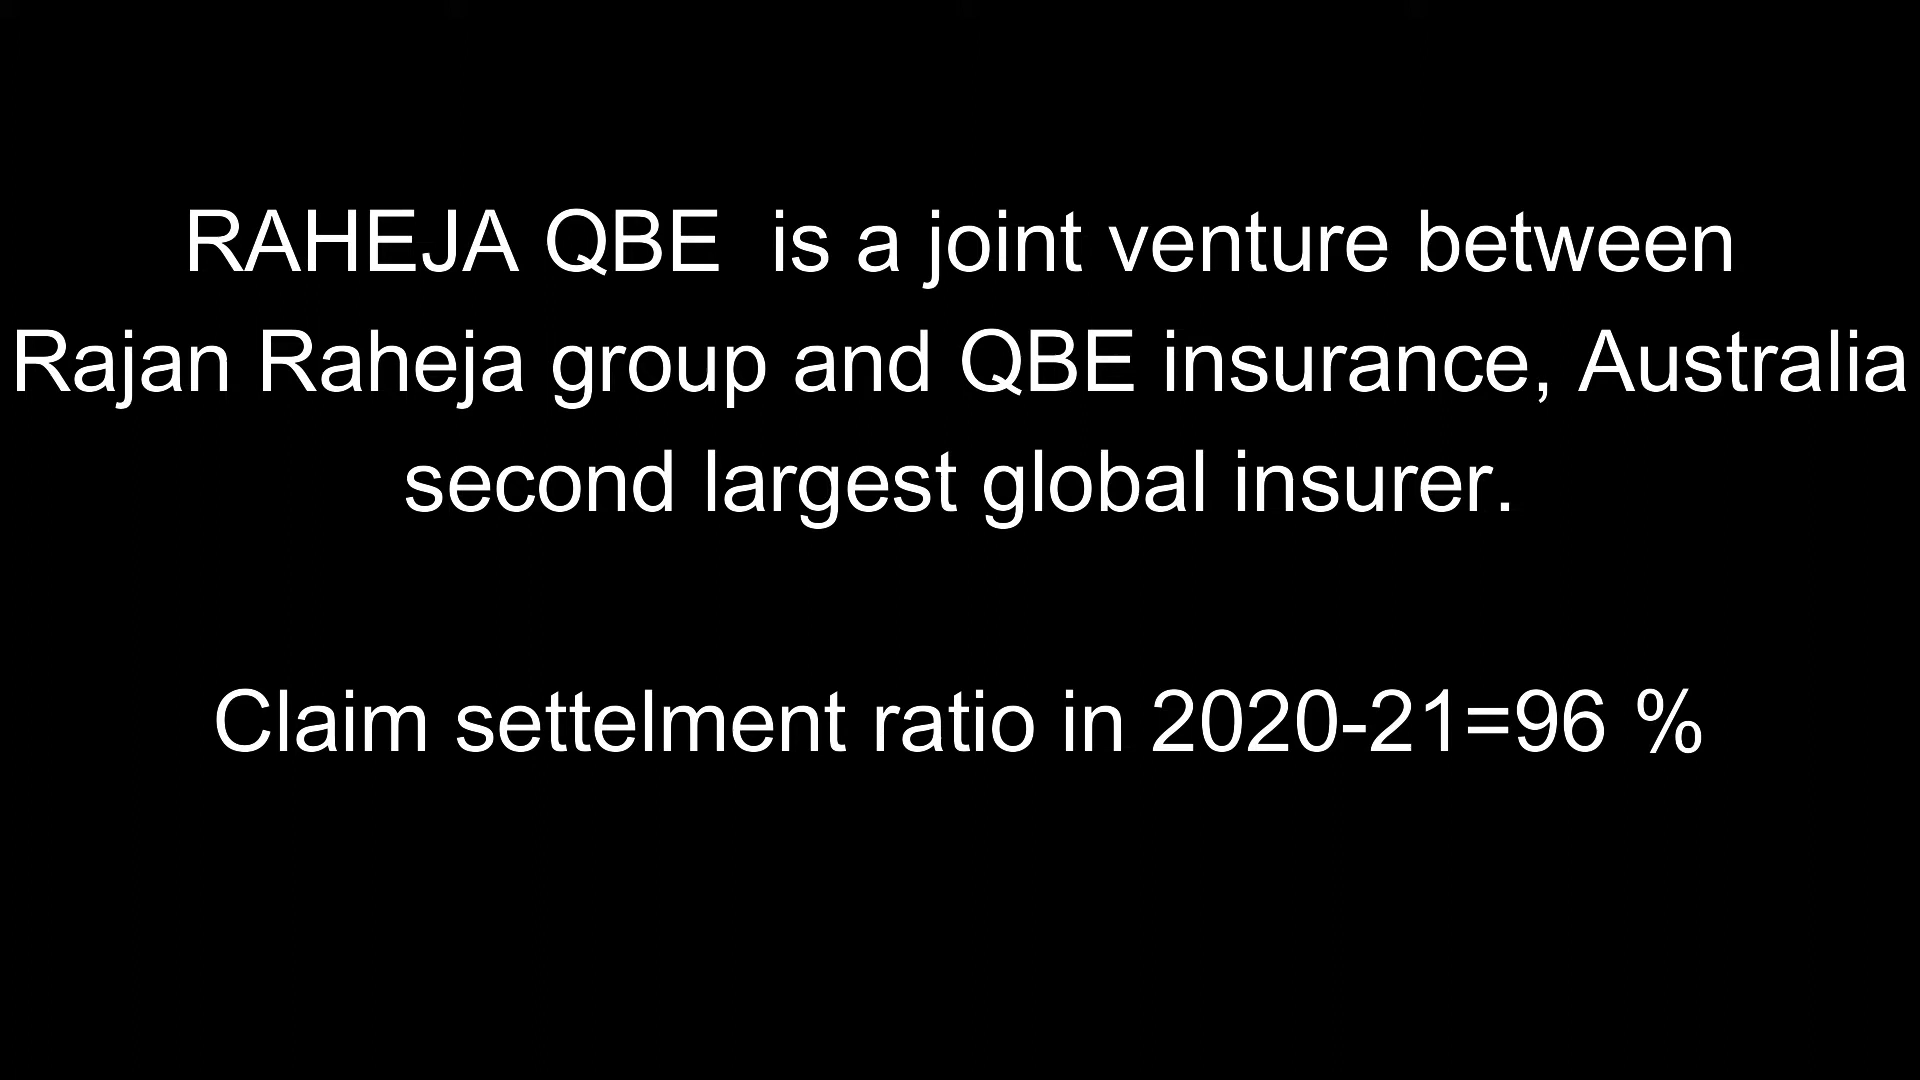 RAHEJA QBE  is a joint venture between
Rajan Raheja group and QBE insurance, Australia
second largest global insurer.
Claim settelment ratio in 2020-21=96 %